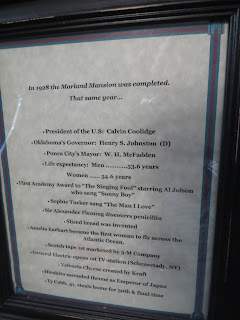 In 1928 the Marland Mansion was completed.
That same year...
•President of the U.S: Calvin Coolidge
•Oklahoma's Governor: Henry S. Johnston (D)
•Ponca City's Mayor: W. H. McFadden
•Life expectancy: Men ............53.6 years
Women ...... 54.6 years
•First Academy Award to "The Singing Fool" starring Al Jolson
who sang "Sonny Boy"
•Sophie Tucker sang "The Man I Love"
•Sir Alexander Fleming discovers penicillin
•Sliced bread was invented
•Amelia Earhart became the first woman to fly across the
Atlantic Ocean.
•Scotch tape 1st marketed by 3-M Company
•General Electric opens 1st TV station (Schenectady, NY)
•Velveeta Cheese created by Kraft
•Hirohito ascended throne as Emperor of Japan
•Ty Cobb, 41, steals home for 50th & final time